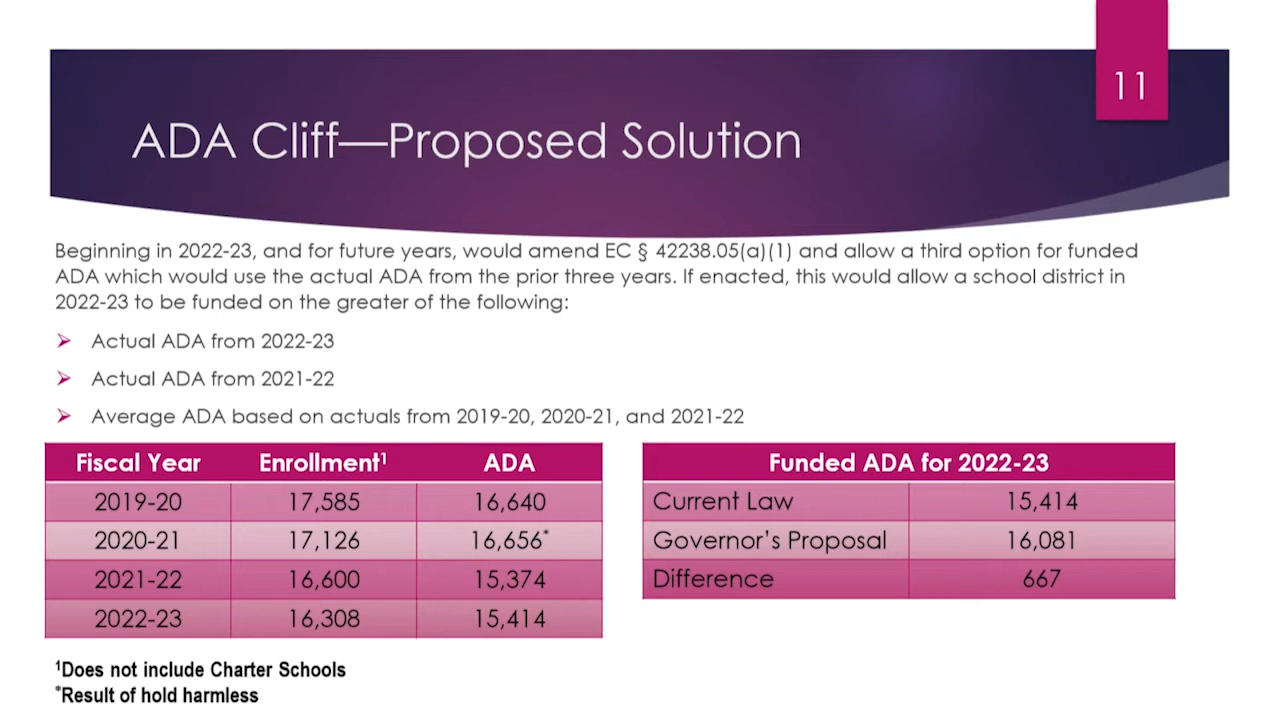 11
ADA Cliff—Proposed Solution
Beginning in 2022-23, and for future years, would amend EC § 42238.05(a)(1) and allow a third option for funded
ADA which would use the actual ADA from the prior three years. If enacted, this would allow a school district in
2022-23 to be funded on the greater of the following:
Actual ADA from 2022-23
Actual ADA from 2021-22
Average ADA based on actuals from 2019-20, 2020-21, and 2021-22
Fiscal Year Enrollment¹ ADA
2019-20 17,585 16,640
2020-21 17,126 16,656*
2021-22 16,600 15,374
2022-23 16,308 15,414
Funded ADA for 2022-23
Current Law 15,414
Governor's Proposal 16,081
Difference 667
¹Does not include Charter Schools
*Result of hold harmless